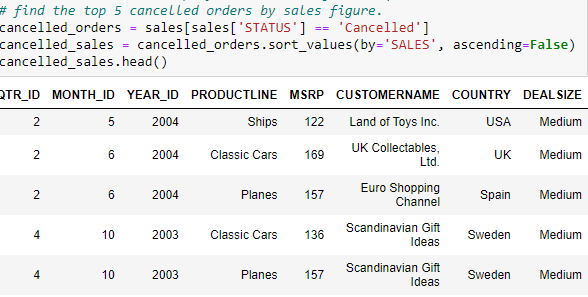 # find the top 5 cancelled orders by sales figure.
cancelled_orders = sales[sales['STATUS'] == 'Cancelled']
cancelled_sales = cancelled_orders.sort_values(by='SALES', ascending=False)
cancelled_sales.head()
QTR_ID MONTH_ID YEAR_ID PRODUCTLINE MSRP CUSTOMERNAME COUNTRY DEALSIZE
2 5 2004 Ships 122 Land of Toys Inc. USA Medium
2 6 2004 Classic Cars 169 UK Collectables, Ltd. UK Medium
2 6 2004 Planes 157 Euro Shopping Channel Spain Medium
4 10 2003 Classic Cars 136 Scandinavian Gift Ideas Sweden Medium
4 10 2003 Planes 157 Scandinavian Gift Ideas Sweden Medium